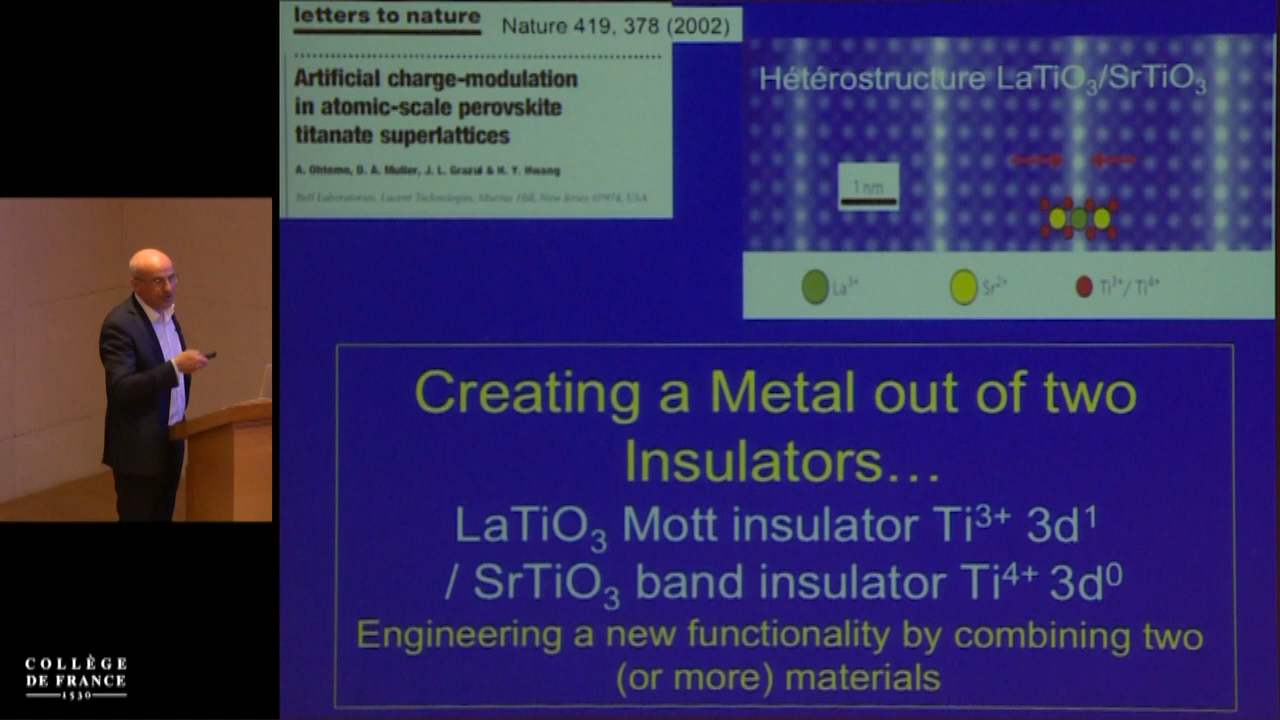 letters to nature
Nature 419, 378 (2002)
Artificial charge-modulation
in atomic-scale perovskite
titanate superlattices
A. Ohtomo, D. A. Muller, J. L. Grazul & H. Y. Hwang
Bell Laboratories, Lucent Technologies, Murray Hill, New Jersey 07974, USA
Hétérostructure LaTiO₃/SrTiO₃
1 nm
La³⁺
Sr²⁺
Ti³⁺/ Ti⁴⁺
Creating a Metal out of two
Insulators…
LaTiO₃ Mott insulator Ti³⁺ 3d¹
/ SrTiO₃ band insulator Ti⁴⁺ 3d⁰
Engineering a new functionality by combining two
(or more) materials
COLLÈGE
DE FRANCE
1530